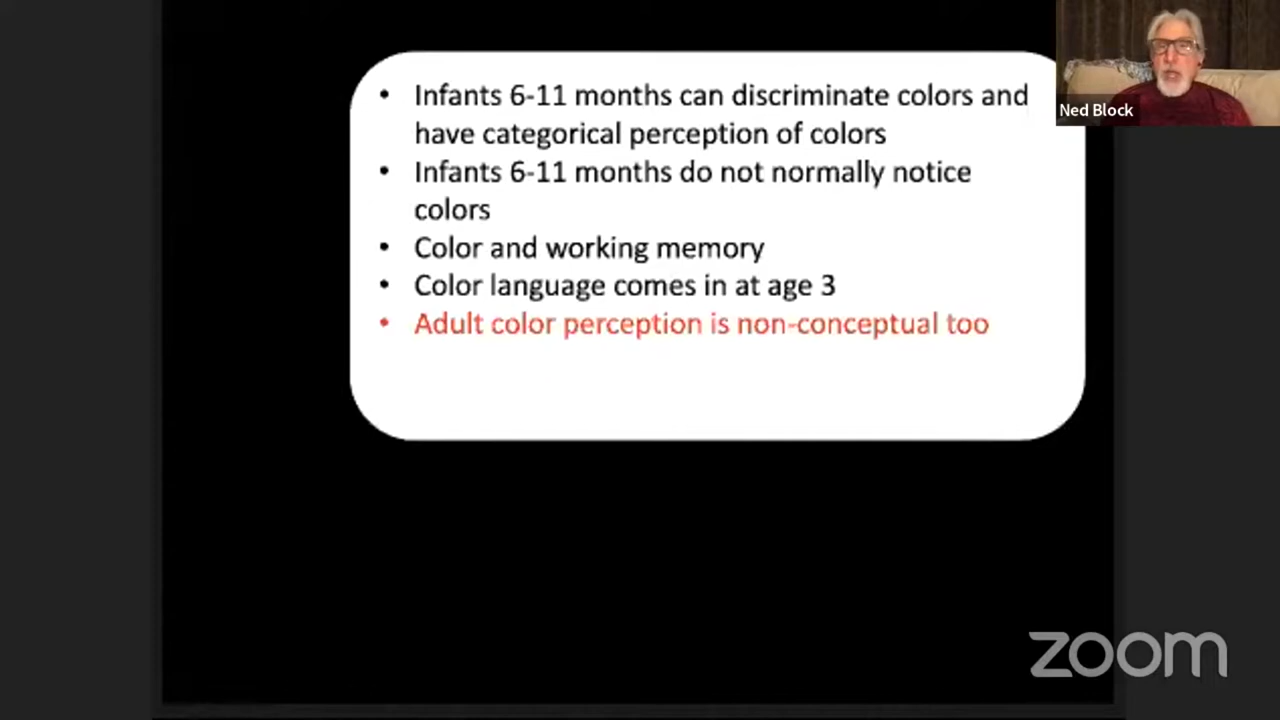 • Infants 6-11 months can discriminate colors and
have categorical perception of colors
• Infants 6-11 months do not normally notice
colors
• Color and working memory
• Color language comes in at age 3
• Adult color perception is non-conceptual too
Ned Block
zoom